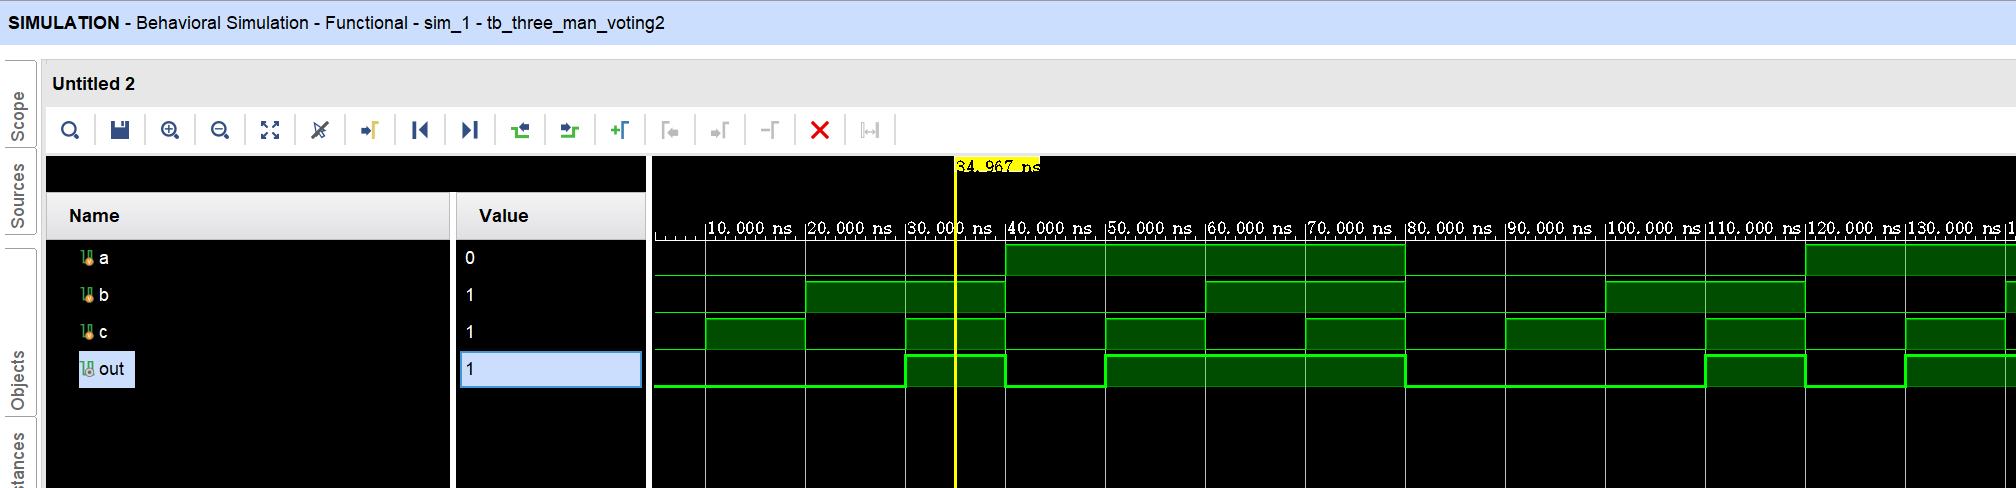 SIMULATION - Behavioral Simulation - Functional - sim_1 - tb_three_man_voting2
Untitled 2
Scope
Sources
Objects
stances
34.967 ns
Name Value
10.000 ns 20.000 ns 30.000 ns 40.000 ns 50.000 ns 60.000 ns 70.000 ns 80.000 ns 90.000 ns 100.000 ns 110.000 ns 120.000 ns 130.000 ns 1
a 0
b 1
c 1
out 1